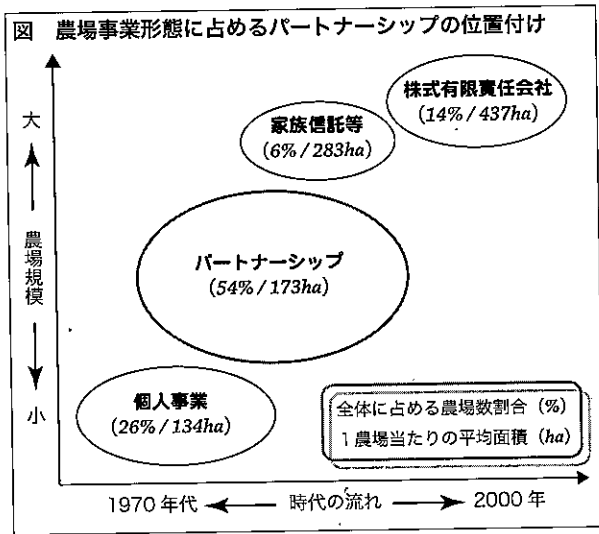 図 農場事業形態に占めるパートナーシップの位置付け
株式有限責任会社
(14% / 437ha)
家族信託等
(6% / 283ha)
大
農場規模
小
パートナーシップ
(54% / 173ha)
個人事業
(26% / 134ha)
全体に占める農場数割合 (%)
1農場当たりの平均面積 (ha)
1970年代 ← 時代の流れ → 2000年